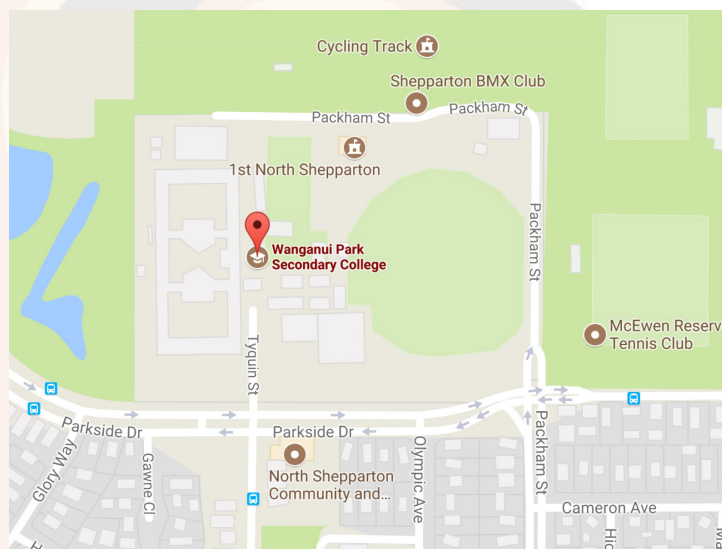 Cycling Track
Shepparton BMX Club
Packham St
Packham St
1st North Shepparton
Packham St
Wanganui Park
Secondary College
McEwen Reserv
Tennis Club
Tyquin St
Parkside Dr
Parkside Dr
Glory Way
Gawne Cl
Olympic Ave
Packham St
North Shepparton
Community and...
Cameron Ave